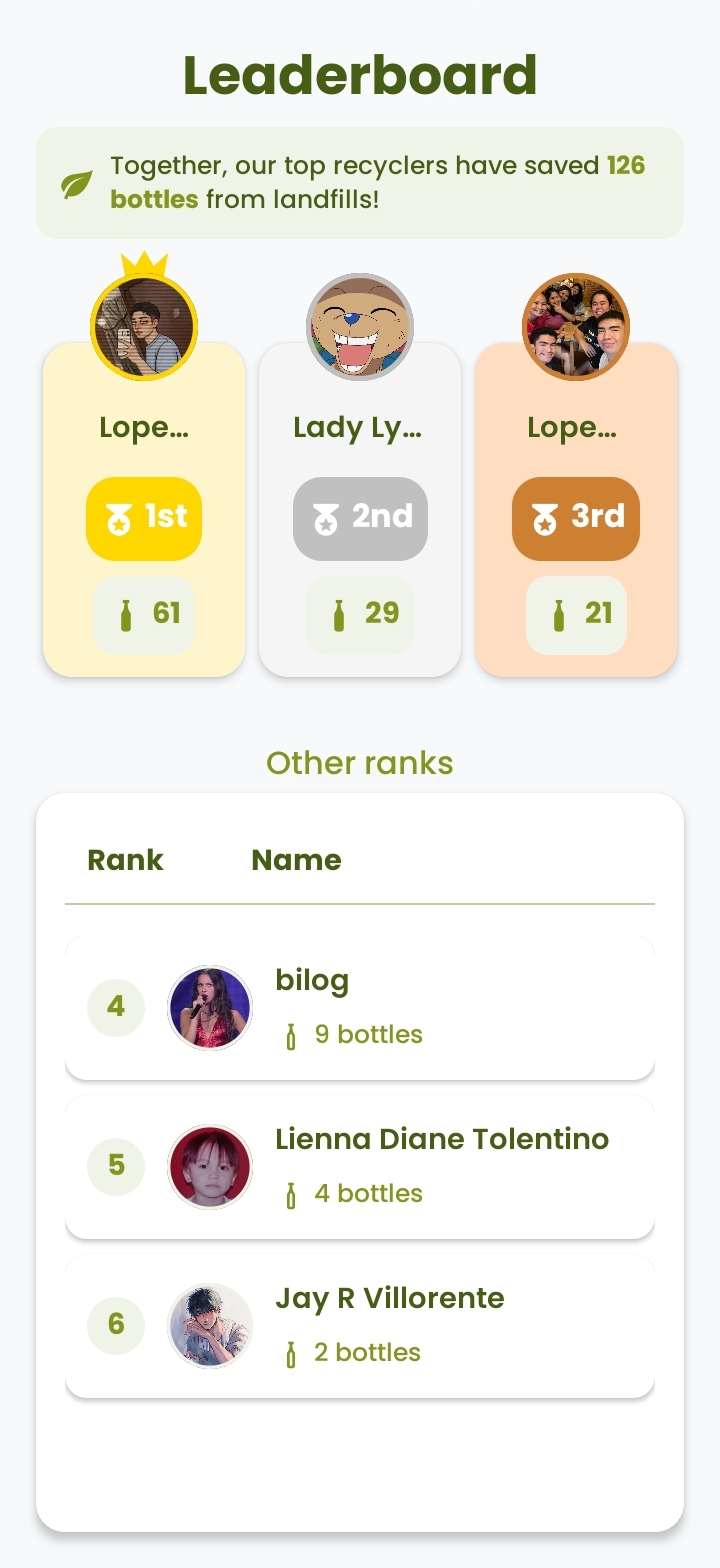 Leaderboard
Together, our top recyclers have saved 126
bottles from landfills!
Lope...
Lady Ly...
Lope...
1st
2nd
3rd
61
29
21
Other ranks
Rank Name
4
bilog
9 bottles
5
Lienna Diane Tolentino
4 bottles
6
Jay R Villorente
2 bottles